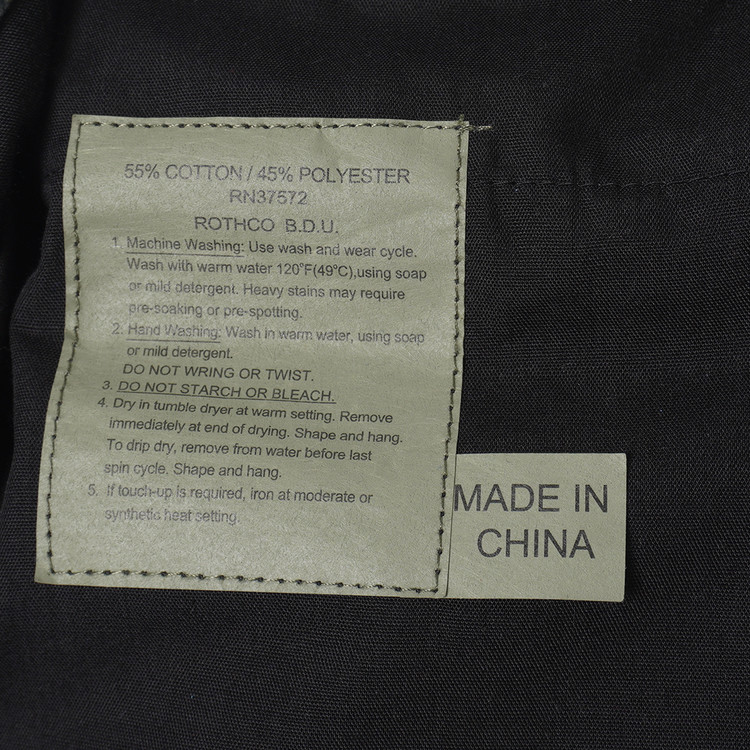 55% COTTON / 45% POLYESTER
RN37572
ROTHCO B.D.U.
1. Machine Washing: Use wash and wear cycle.
Wash with warm water 120°F(49°C),using soap
or mild detergent. Heavy stains may require
pre-soaking or pre-spotting.
2. Hand Washing: Wash in warm water, using soap
or mild detergent.
DO NOT WRING OR TWIST.
3. DO NOT STARCH OR BLEACH.
4. Dry in tumble dryer at warm setting. Remove
immediately at end of drying. Shape and hang.
To drip dry, remove from water before last
spin cycle. Shape and hang.
5. If touch-up is required, iron at moderate or
synthetic heat setting.
MADE IN
CHINA